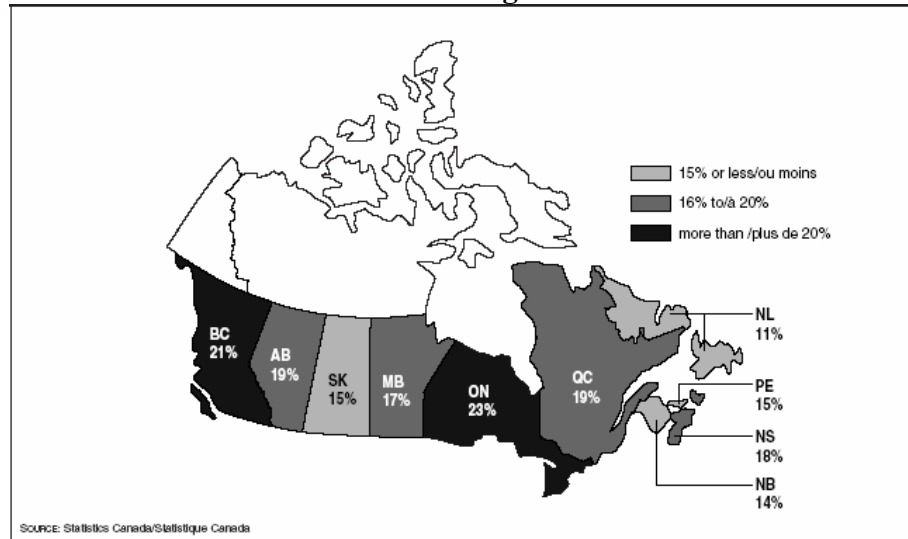 15% or less/ou moins
16% to/à 20%
more than /plus de 20%
BC
21%
AB
19%
SK
15%
MB
17%
ON
23%
QC
19%
NL
11%
PE
15%
NS
18%
NB
14%
SOURCE: Statistics Canada/Statistique Canada